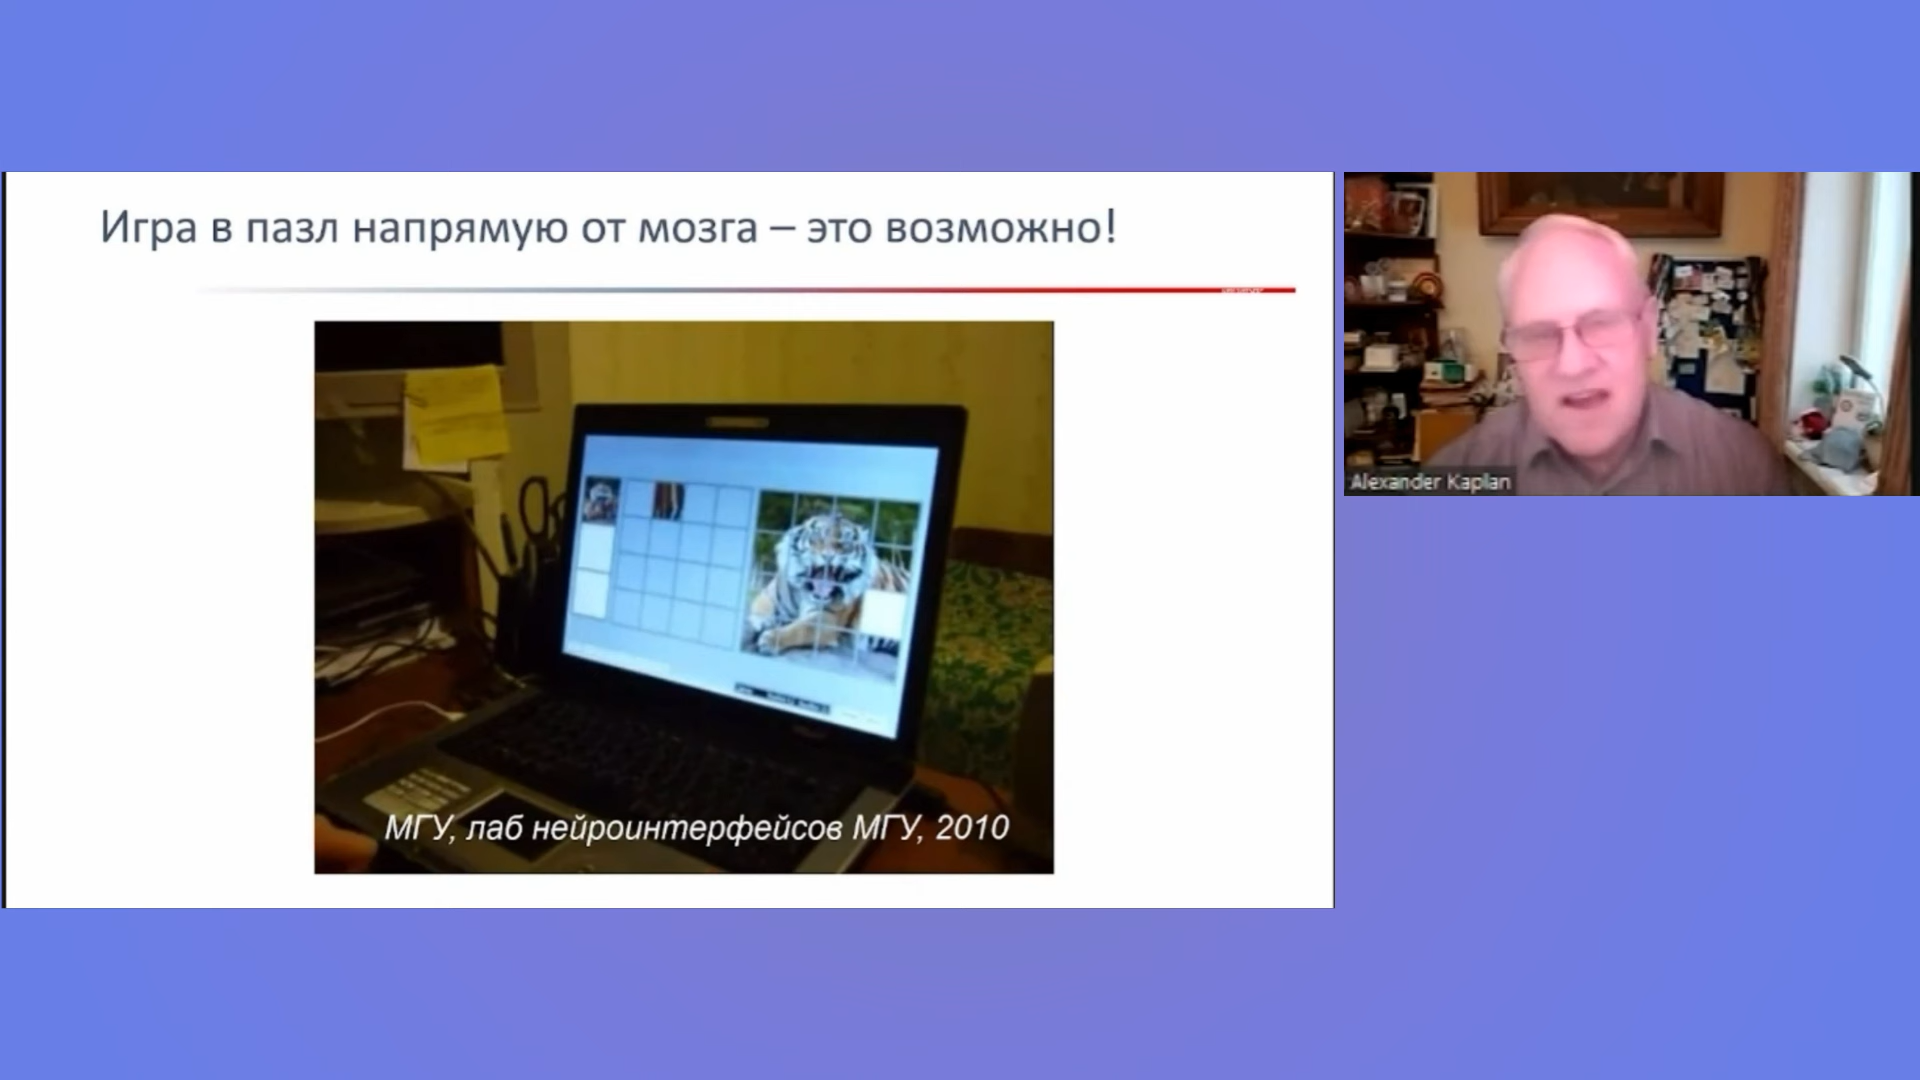 Игра в пазл напрямую от мозга – это возможно!
МГУ, лаб нейроинтерфейсов МГУ, 2010
Alexander Kaplan